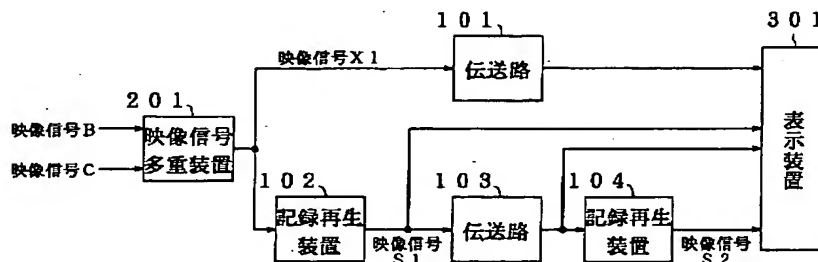 101
301
映像信号X1
伝送路
201
映像信号B
映像信号C
映像信号
多重装置
表示装置
102
103
104
記録再生
装置
映像信号
S1
伝送路
記録再生
装置
映像信号
S2